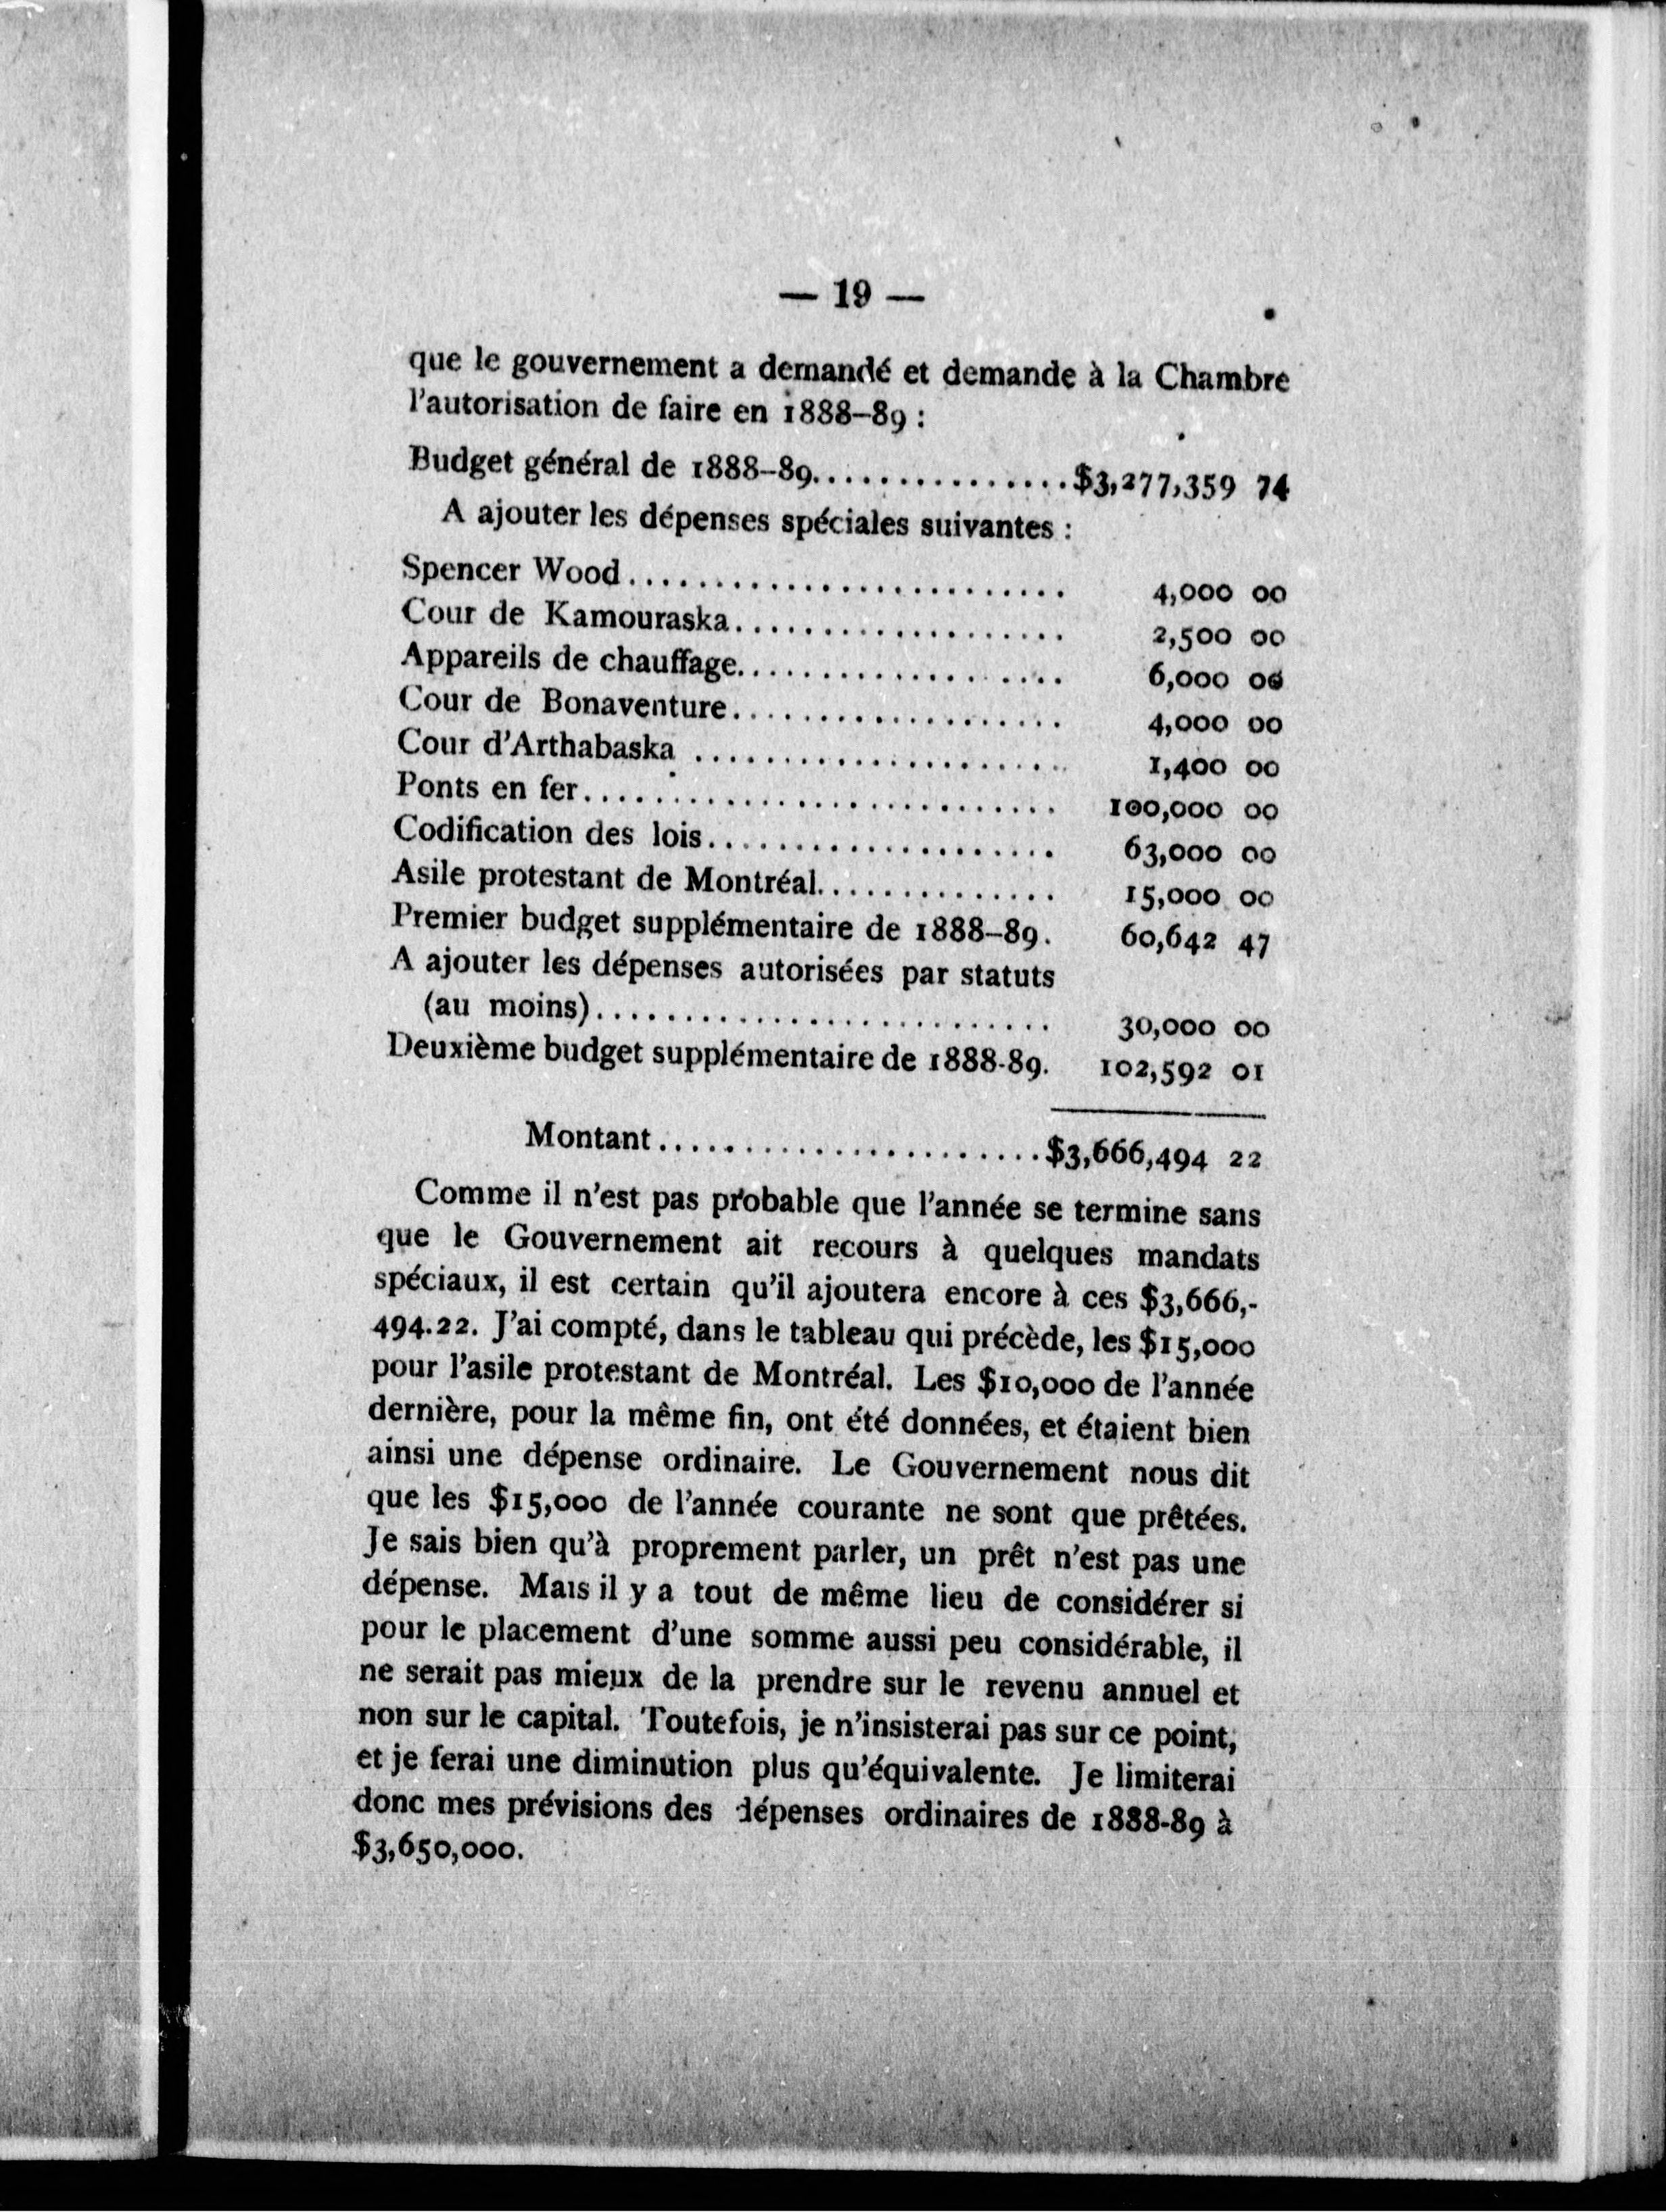 — 19 —
que le gouvernement a demandé et demande à la Chambre
l'autorisation de faire en 1888–89 :
Budget général de 1888–89................$3,277,359 74
A ajouter les dépenses spéciales suivantes :
Spencer Wood......................... 4,000 00
Cour de Kamouraska................... 2,500 00
Appareils de chauffage................... 6,000 00
Cour de Bonaventure................... 4,000 00
Cour d'Arthabaska ..................... 1,400 00
Ponts en fer........................... 100,000 00
Codification des lois.................... 63,000 00
Asile protestant de Montréal.............. 15,000 00
Premier budget supplémentaire de 1888–89. 60,642 47
A ajouter les dépenses autorisées par statuts
(au moins).......................... 30,000 00
Deuxième budget supplémentaire de 1888-89. 102,592 01
Montant......................$3,666,494 22
Comme il n'est pas probable que l'année se termine sans
que le Gouvernement ait recours à quelques mandats
spéciaux, il est certain qu'il ajoutera encore à ces $3,666,-
494.22. J'ai compté, dans le tableau qui précède, les $15,000
pour l'asile protestant de Montréal. Les $10,000 de l'année
dernière, pour la même fin, ont été données, et étaient bien
ainsi une dépense ordinaire. Le Gouvernement nous dit
que les $15,000 de l'année courante ne sont que prêtées.
Je sais bien qu'à proprement parler, un prêt n'est pas une
dépense. Mais il y a tout de même lieu de considérer si
pour le placement d'une somme aussi peu considérable, il
ne serait pas mieux de la prendre sur le revenu annuel et
non sur le capital. Toutefois, je n'insisterai pas sur ce point,
et je ferai une diminution plus qu'équivalente. Je limiterai
donc mes prévisions des dépenses ordinaires de 1888-89 à
$3,650,000.